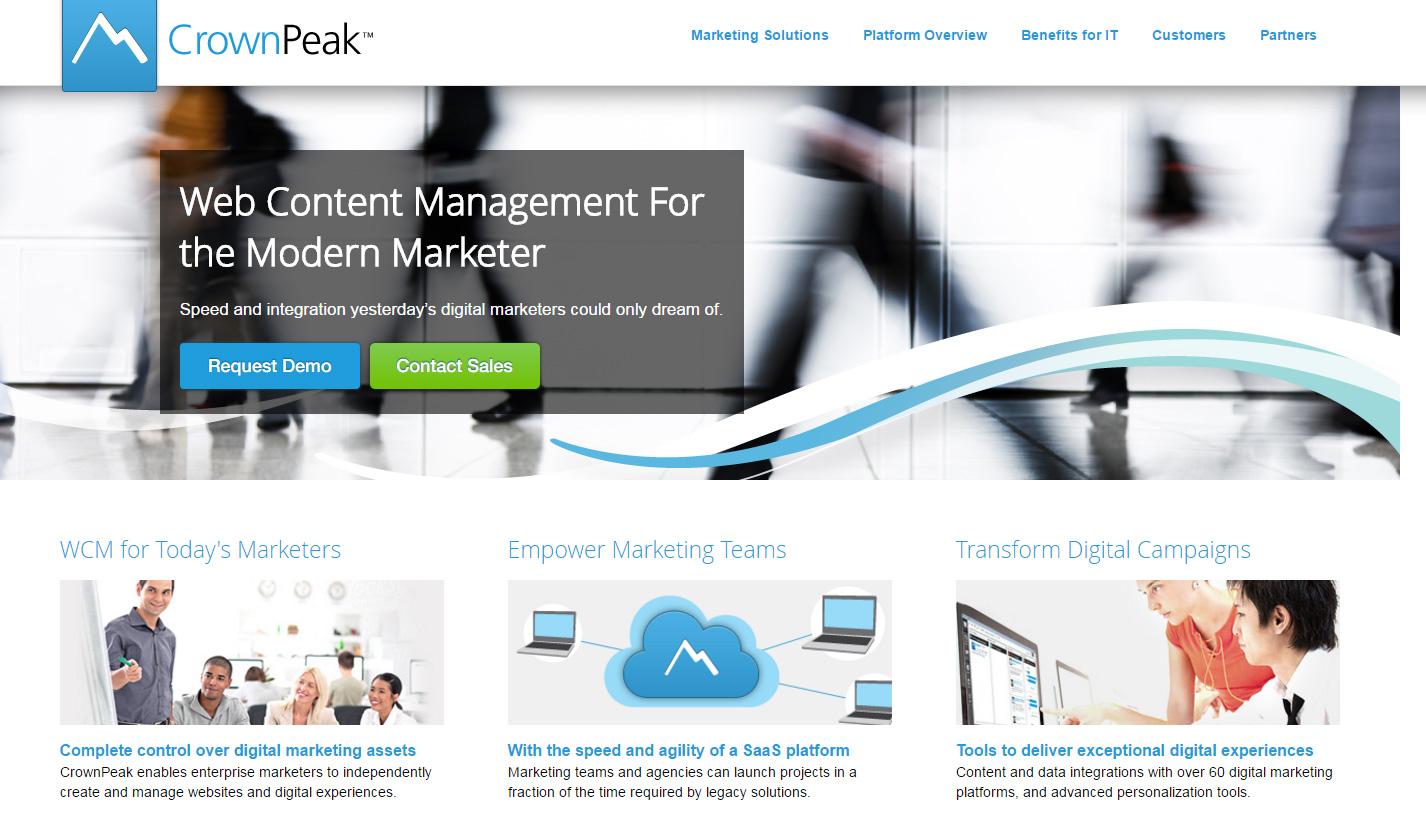 CrownPeak™
Marketing Solutions
Platform Overview
Benefits for IT
Customers
Partners
Web Content Management For
the Modern Marketer
Speed and integration yesterday’s digital marketers could only dream of.
Request Demo
Contact Sales
WCM for Today's Marketers
Empower Marketing Teams
Transform Digital Campaigns
Complete control over digital marketing assets
CrownPeak enables enterprise marketers to independently
create and manage websites and digital experiences.
With the speed and agility of a SaaS platform
Marketing teams and agencies can launch projects in a
fraction of the time required by legacy solutions.
Tools to deliver exceptional digital experiences
Content and data integrations with over 60 digital marketing
platforms, and advanced personalization tools.